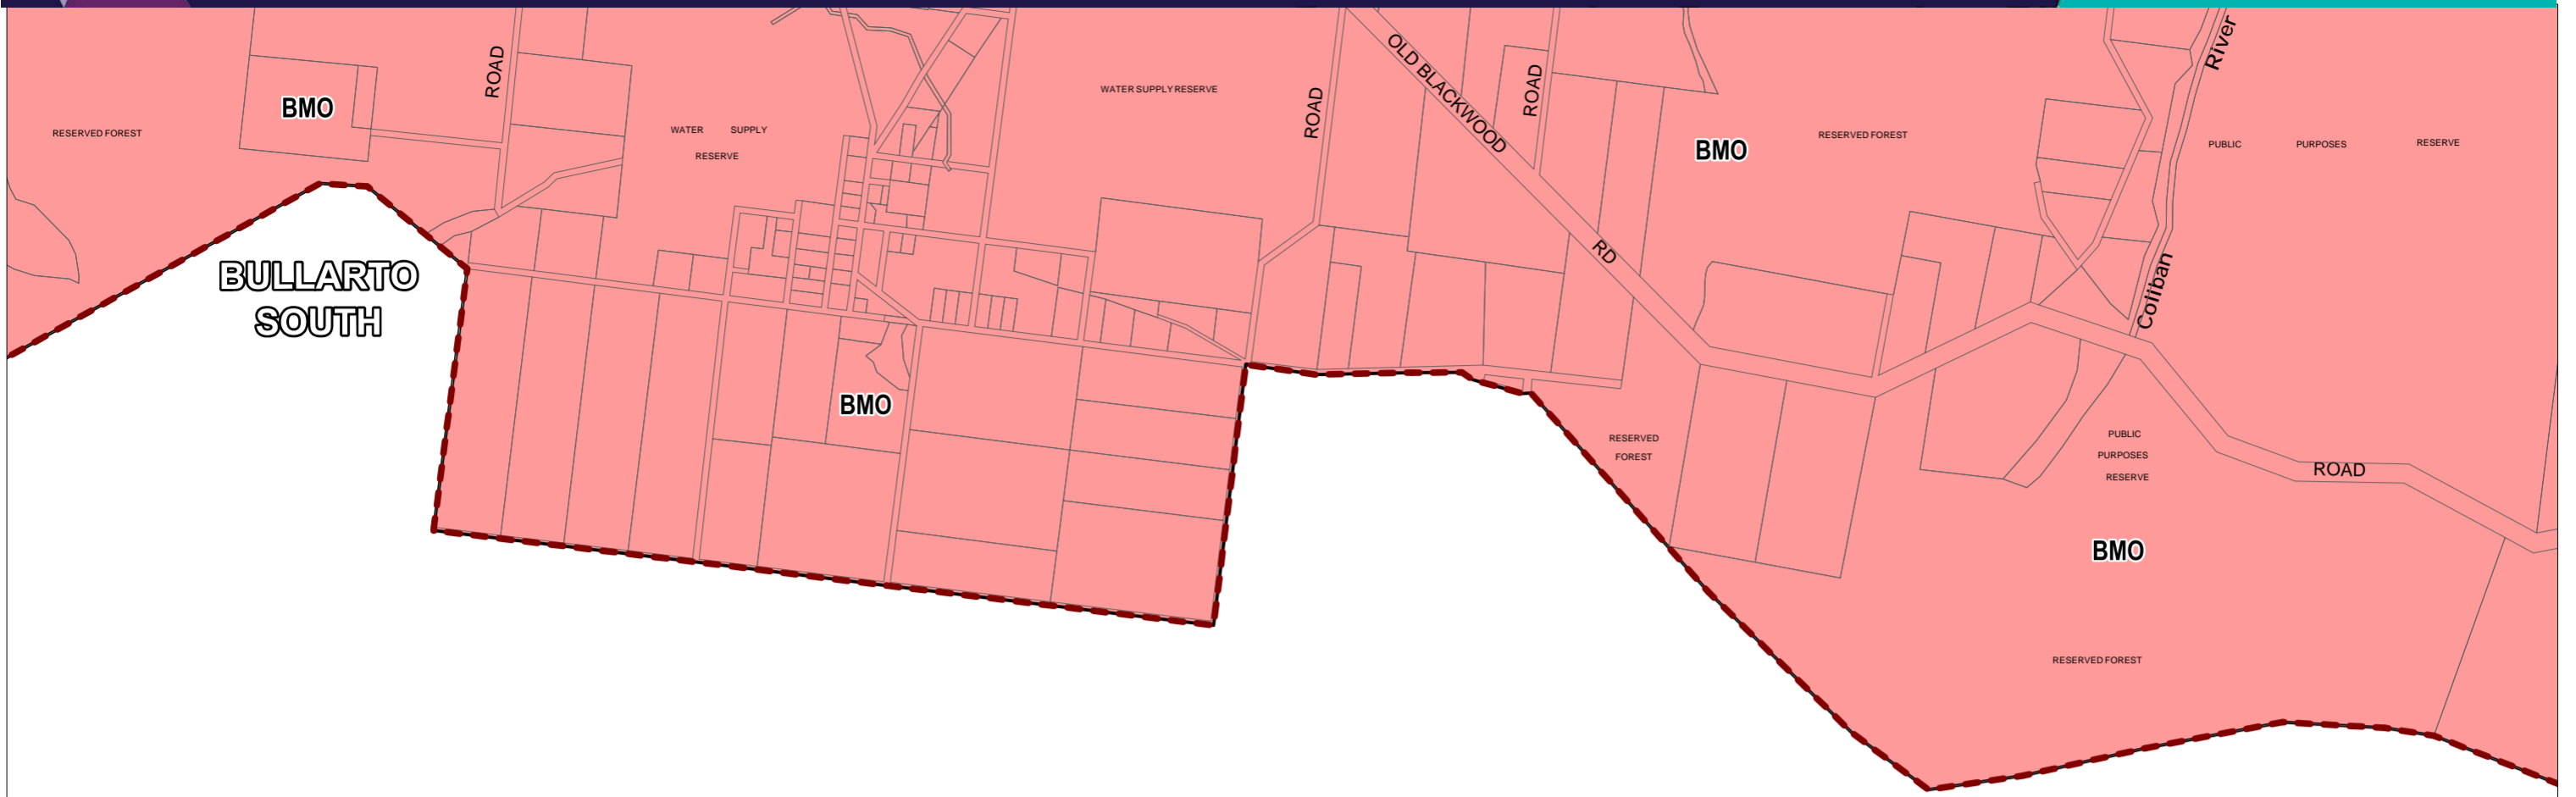 River
ROAD
OLD BLACKWOOD
RD
ROAD
ROAD
WATER SUPPLY RESERVE
BMO
RESERVED FOREST
WATER SUPPLY
RESERVE
BMO
RESERVED FOREST
PUBLIC PURPOSES RESERVE
BULLARTO
SOUTH
Coliban
BMO
RESERVED
FOREST
PUBLIC
PURPOSES
RESERVE
ROAD
BMO
RESERVED FOREST